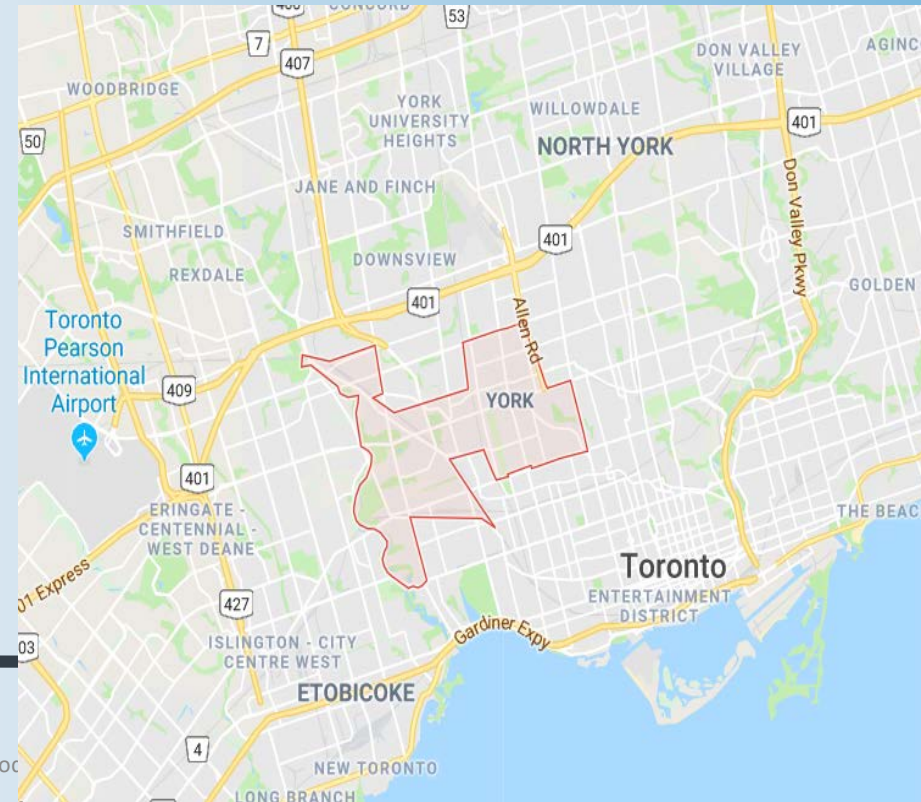 CONCORD
400
53
7
407
WOODBRIDGE
DON VALLEY
VILLAGE
AGINC
YORK
UNIVERSITY
HEIGHTS
WILLOWDALE
401
50
NORTH YORK
JANE AND FINCH
Don Valley Pkwy
SMITHFIELD
401
DOWNSVIEW
REXDALE
GOLDEN
401
Allen Rd
Toronto
Pearson
International
Airport
409
YORK
401
ERINGATE -
CENTENNIAL -
WEST DEANE
THE BEAC
Toronto
01 Express
ENTERTAINMENT
DISTRICT
427
Gardiner Expy
03
ISLINGTON - CITY
CENTRE WEST
ETOBICOKE
4
NEW TORONTO
LONG BRANCH